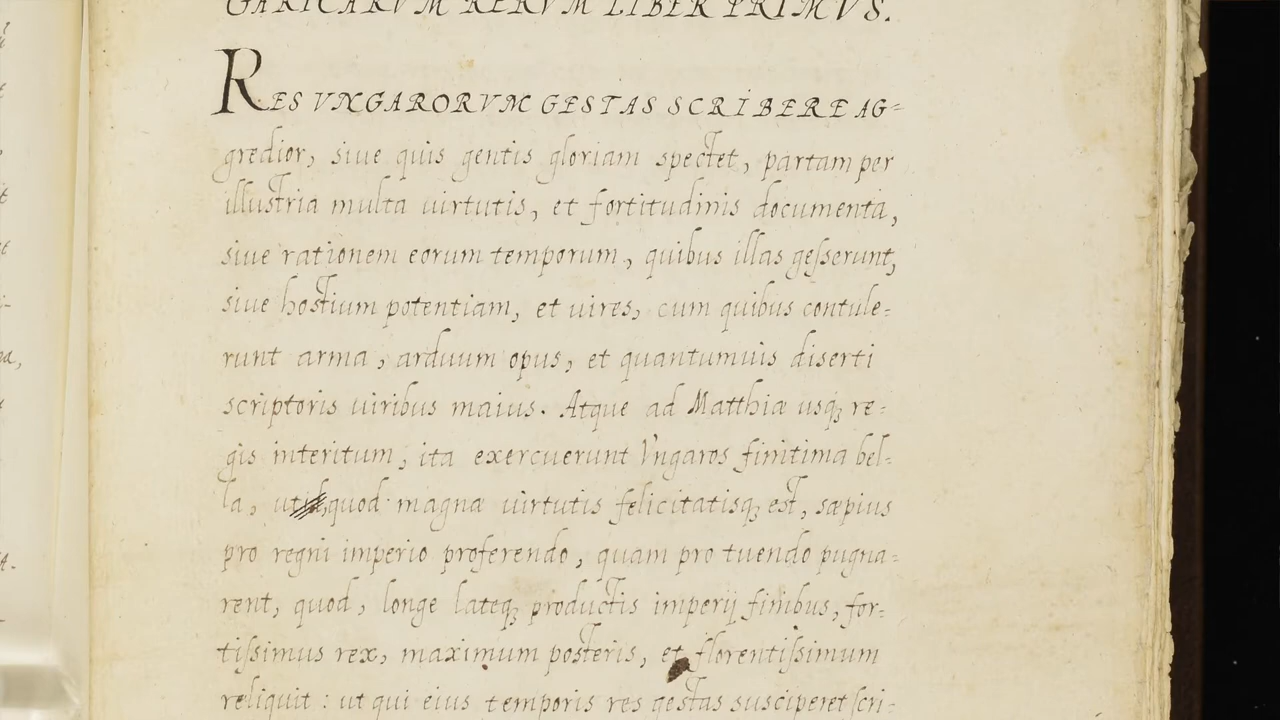 GARICARVM RERVM LIBER PRIMVS.
RES VNGARORVM GESTAS SCRIBERE AG=
gredior, siue quis gentis gloriam spectet, partam per
illustria multa uirtutis, et fortitudinis documenta,
siue rationem eorum temporum, quibus illas gesserunt,
siue hostium potentiam, et uires, cum quibus contule=
runt arma, arduum opus, et quantumuis diserti
scriptoris uiribus maius. Atque ad Matthiæ usq; re=
gis interitum, ita exercuerunt Vngaros finitima bel=
la, ut quod magnæ uirtutis felicitatisq; est, sæpius
pro regni imperio proferendo, quam pro tuendo pugna=
rent, quod, longe lateq; productis imperij finibus, for=
tissimus rex, maximum posteris, et florentissimum
reliquit: ut qui eius temporis res gestas susciperet scri=